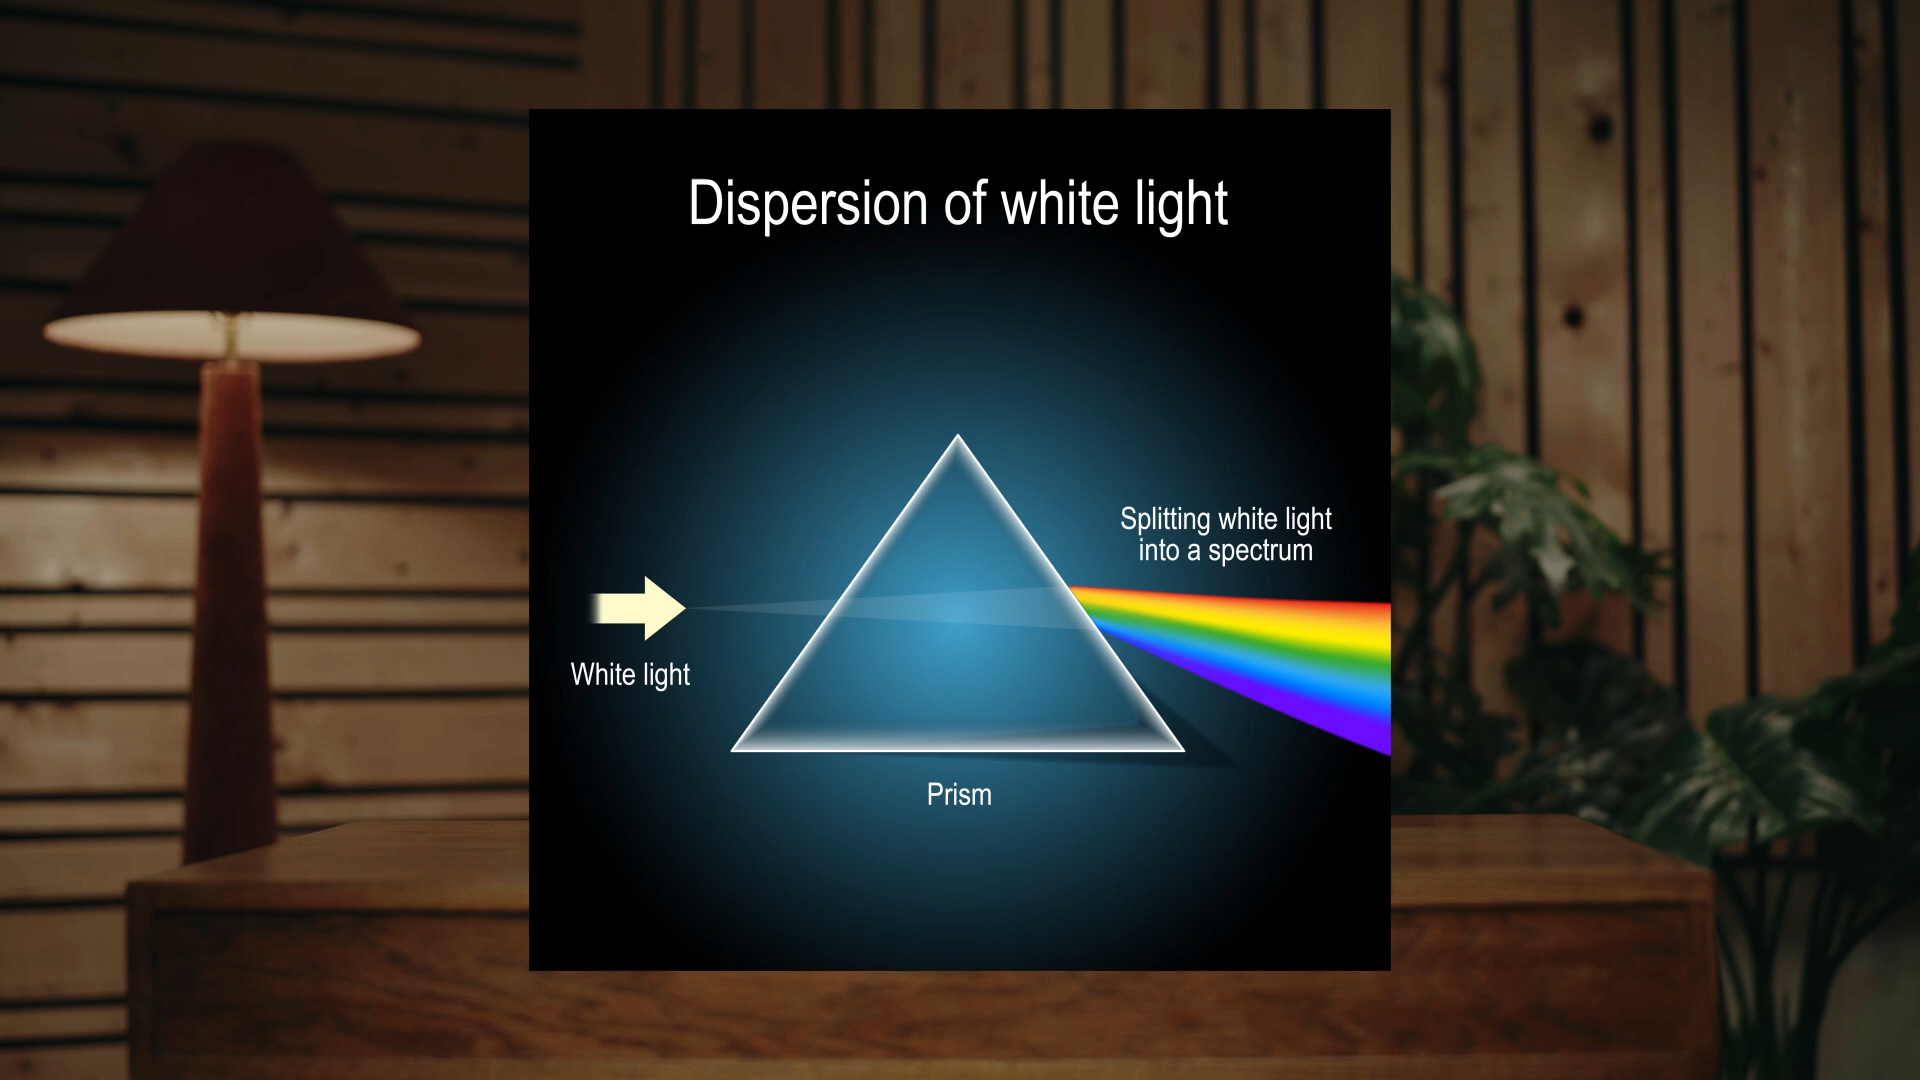 Dispersion of white light
Splitting white light
into a spectrum
White light
Prism